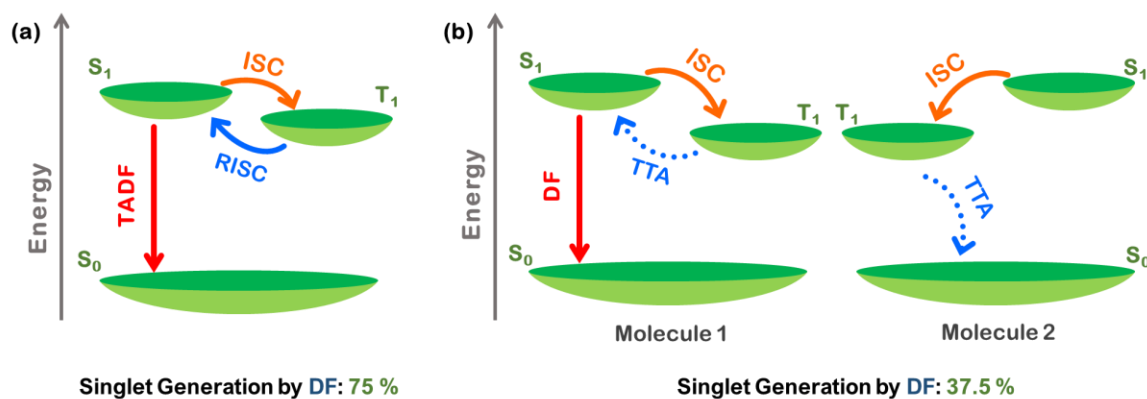 (a)
Energy
S1
ISC
T1
RISC
TADF
S0
Singlet Generation by DF: 75 %
(b)
Energy
S1
ISC
T1
TTA
DF
S0
Molecule 1
T1
ISC
S1
TTA
S0
Molecule 2
Singlet Generation by DF: 37.5 %